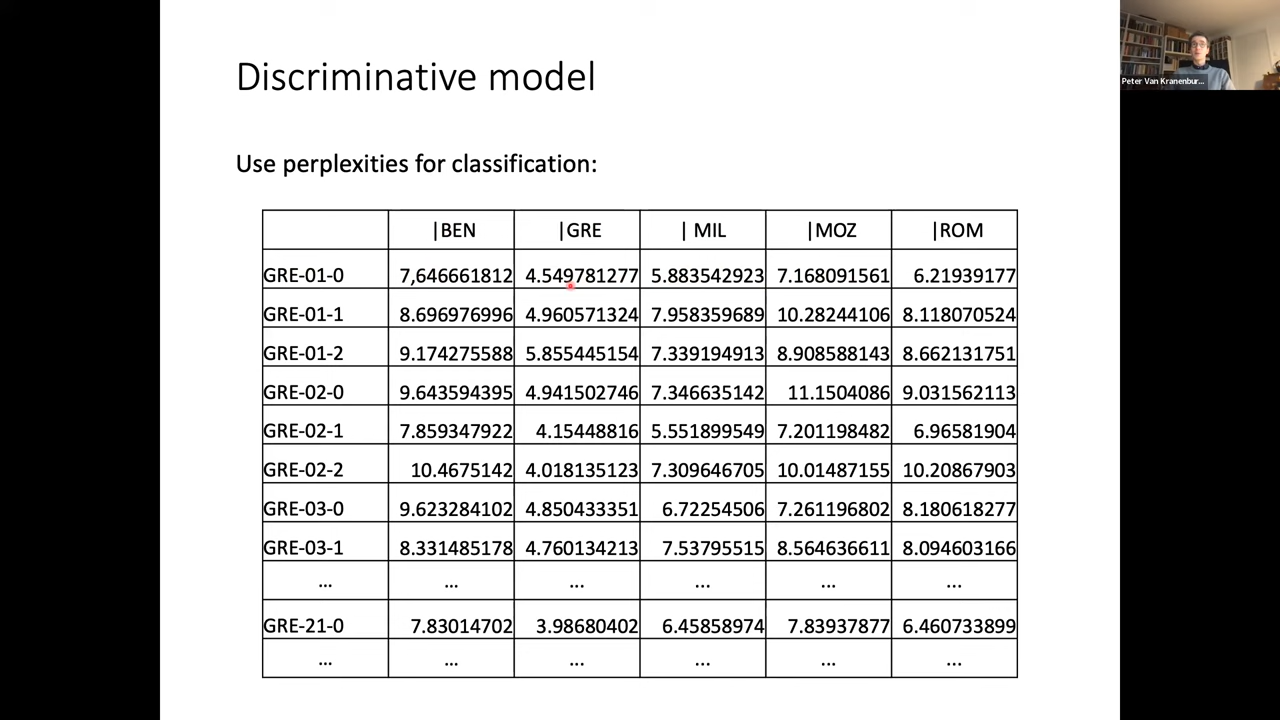 Discriminative model
Peter Van Kranenbur...
Use perplexities for classification:
|BEN |GRE | MIL |MOZ |ROM
GRE-01-0 7,646661812 4.549781277 5.883542923 7.168091561 6.21939177
GRE-01-1 8.696976996 4.960571324 7.958359689 10.28244106 8.118070524
GRE-01-2 9.174275588 5.855445154 7.339194913 8.908588143 8.662131751
GRE-02-0 9.643594395 4.941502746 7.346635142 11.1504086 9.031562113
GRE-02-1 7.859347922 4.15448816 5.551899549 7.201198482 6.96581904
GRE-02-2 10.4675142 4.018135123 7.309646705 10.01487155 10.20867903
GRE-03-0 9.623284102 4.850433351 6.72254506 7.261196802 8.180618277
GRE-03-1 8.331485178 4.760134213 7.53795515 8.564636611 8.094603166
... ... ... ... ... ...
GRE-21-0 7.83014702 3.98680402 6.45858974 7.83937877 6.460733899
... ... ... ... ... ...